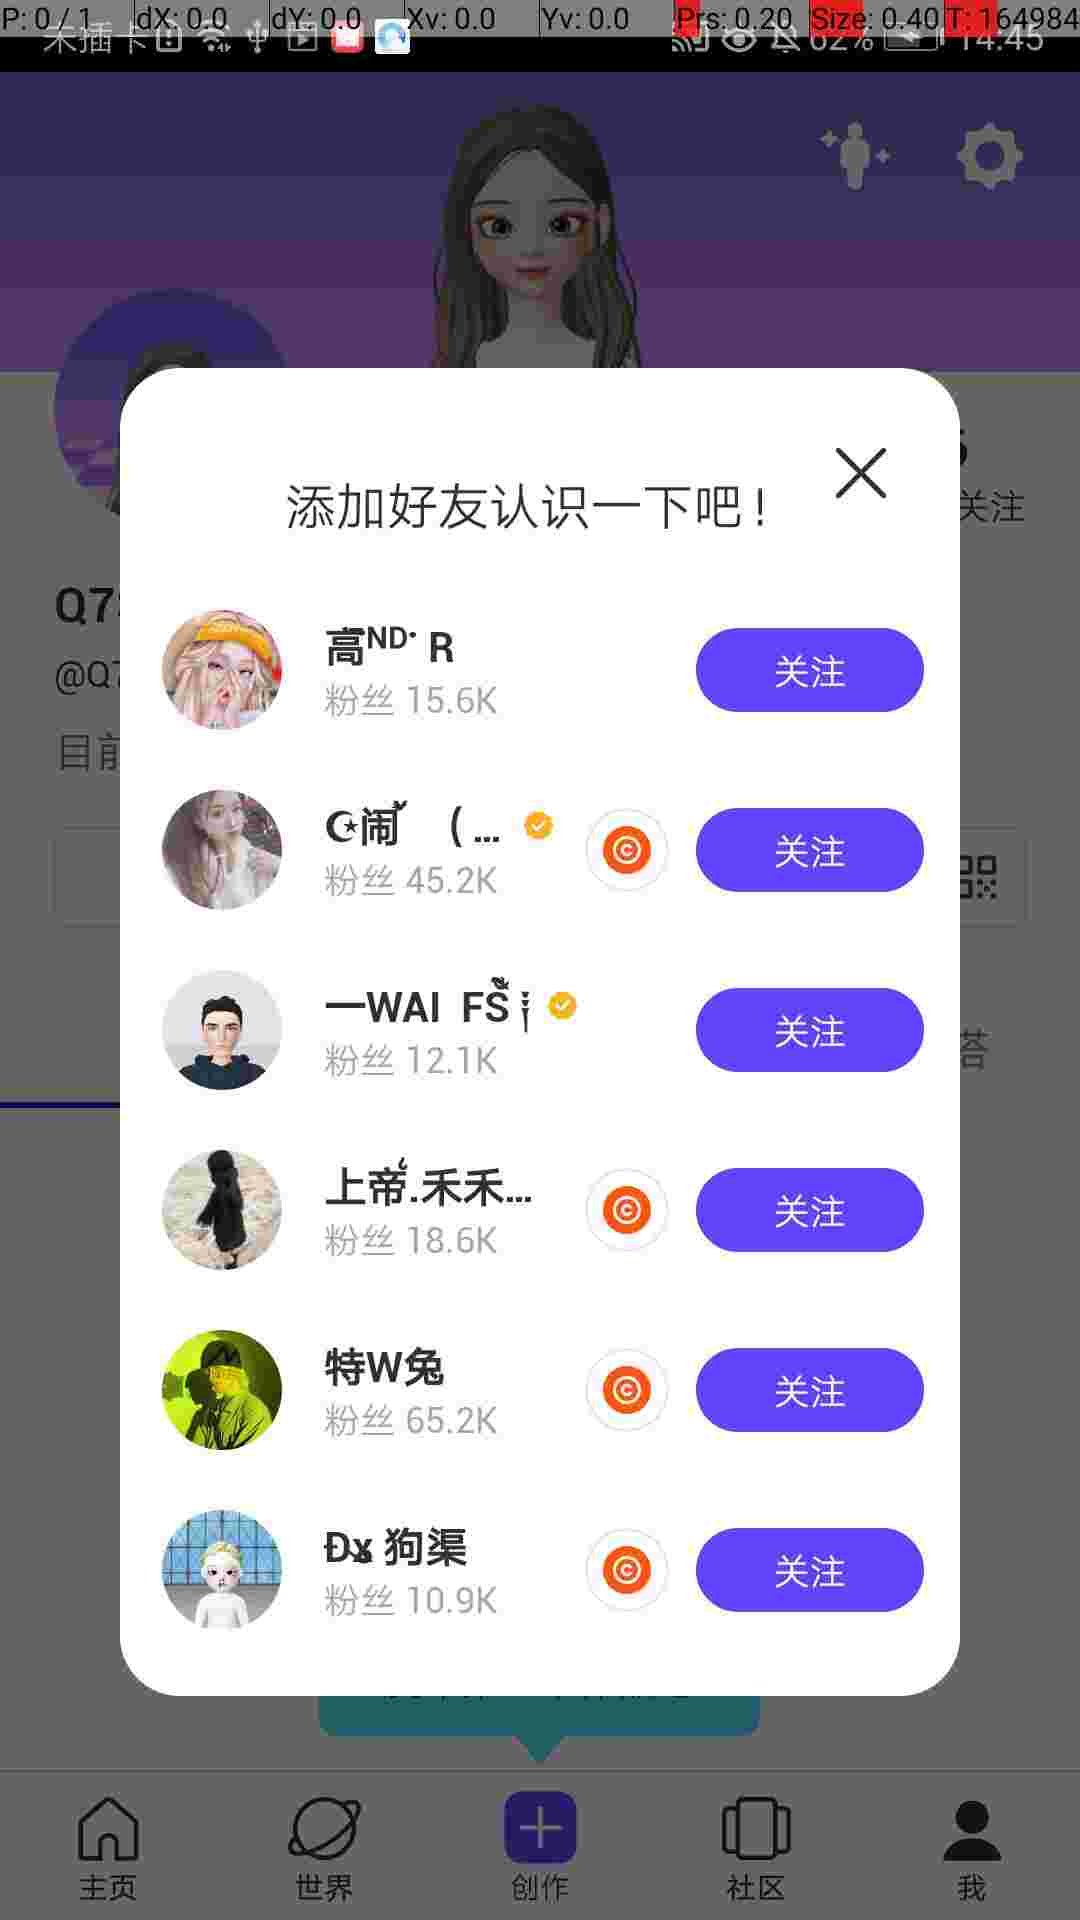 P: 0 / 1 dX: 0.0 dY: 0.0 Xv: 0.0 Yv: 0.0 Prs: 0.20 Size: 0.40 T: 164984
未插卡 62% 14:45
添加好友认识一下吧!
关注
高ᴺᴰ· R
粉丝 15.6K
关注
Q7
@Q7
目前
闹 ( ...
粉丝 45.2K
关注
一WAI FS
粉丝 12.1K
关注
答
上帝.禾禾...
粉丝 18.6K
关注
特W兔
粉丝 65.2K
关注
狗渠
粉丝 10.9K
关注
主页
世界
创作
社区
我